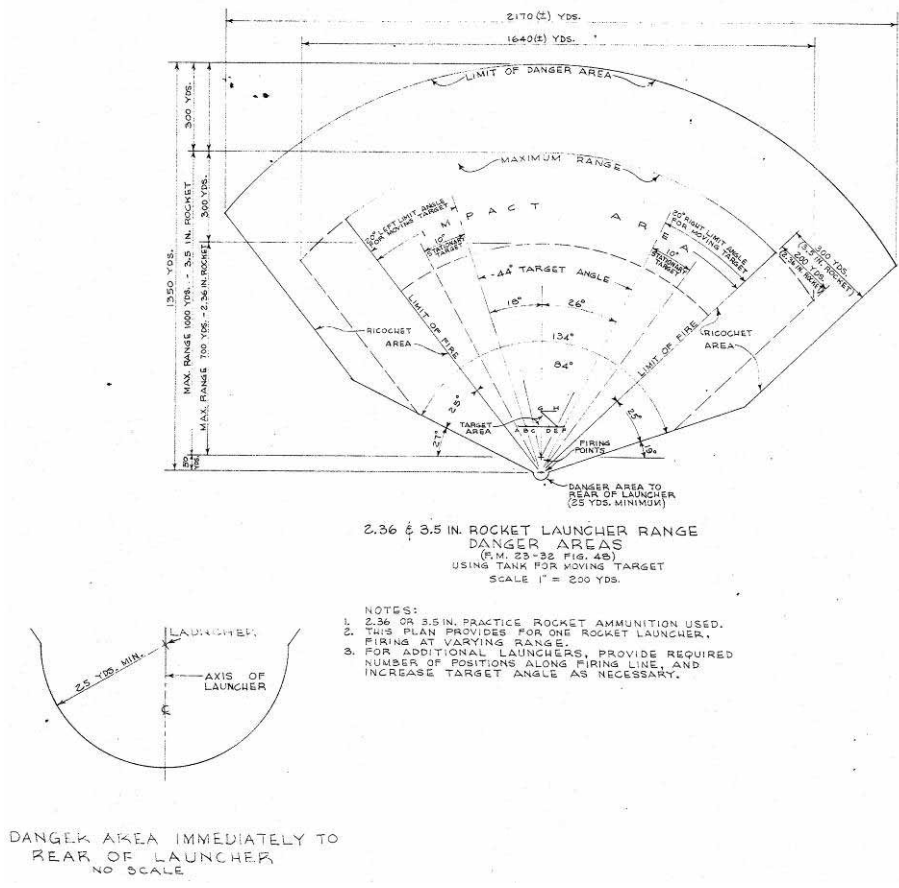 2170 (±) YDS.
1640(±) YDS.
LIMIT OF DANGER AREA
300 YDS.
MAXIMUM RANGE
300 YDS.
1350 YDS.
MAX. RANGE 1000 YDS. - 3.5 IN. ROCKET
MAX. RANGE 700 YDS. - 2.36 IN. ROCKET
50 YDS.
IMPACT AREA
20° LEFT LIMIT ANGLE
FOR MOVING TARGET
10°
STATIONARY
TARGET
20° RIGHT LIMIT ANGLE
FOR MOVING TARGET
10°
STATIONARY
TARGET
300 YDS.
(3.5 IN. ROCKET)
200 YDS.
(2.36 IN. ROCKET)
44° TARGET ANGLE
18° 26°
LIMIT OF FIRE
LIMIT OF FIRE
RICOCHET
AREA
RICOCHET
AREA
134°
84°
25°
25°
27°
19°
G H
TARGET
AREA
A B C D E F
FIRING
POINTS
DANGER AREA TO
REAR OF LAUNCHER
(25 YDS. MINIMUM)
2.36 & 3.5 IN. ROCKET LAUNCHER RANGE
DANGER AREAS
(F.M. 23-32 FIG. 48)
USING TANK FOR MOVING TARGET
SCALE 1" = 200 YDS.
NOTES:
1. 2.36 OR 3.5 IN. PRACTICE ROCKET AMMUNITION USED.
2. THIS PLAN PROVIDES FOR ONE ROCKET LAUNCHER,
FIRING AT VARYING RANGE.
3. FOR ADDITIONAL LAUNCHERS, PROVIDE REQUIRED
NUMBER OF POSITIONS ALONG FIRING LINE, AND
INCREASE TARGET ANGLE AS NECESSARY.
LAUNCHER
25 YDS. MIN.
AXIS OF
LAUNCHER
℄
DANGER AREA IMMEDIATELY TO
REAR OF LAUNCHER
NO SCALE